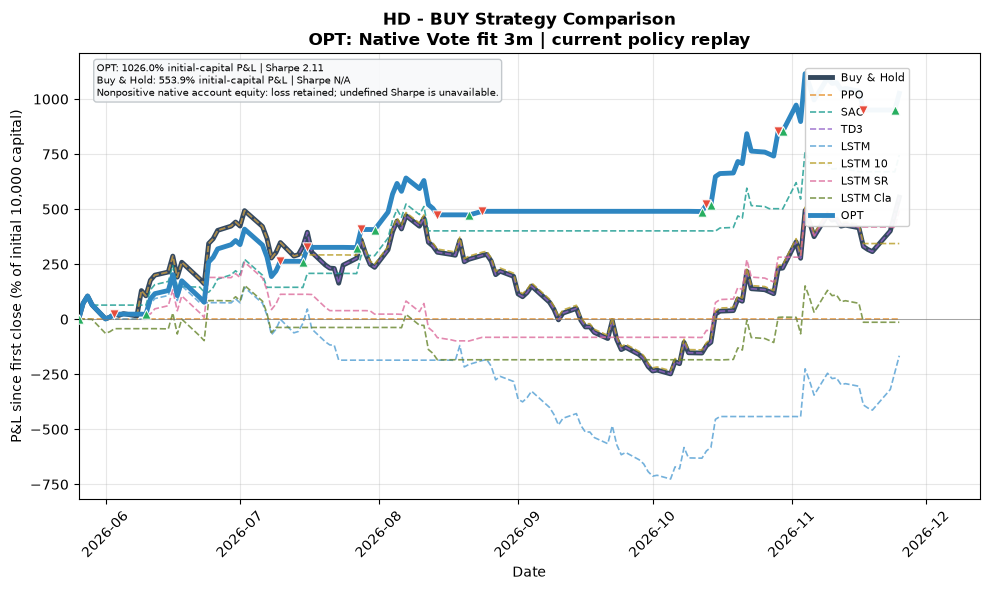 HD - BUY Strategy Comparison
OPT: Native Vote fit 3m | current policy replay
OPT: 1026.0% initial-capital P&L | Sharpe 2.11
Buy & Hold: 553.9% initial-capital P&L | Sharpe N/A
Nonpositive native account equity: loss retained; undefined Sharpe is unavailable.
Buy & Hold
PPO
SAC
TD3
LSTM
LSTM 10
LSTM SR
LSTM Cla
OPT
P&L since first close (% of initial 10,000 capital)
1000
750
500
250
0
−250
−500
−750
2026-06
2026-07
2026-08
2026-09
2026-10
2026-11
2026-12
Date